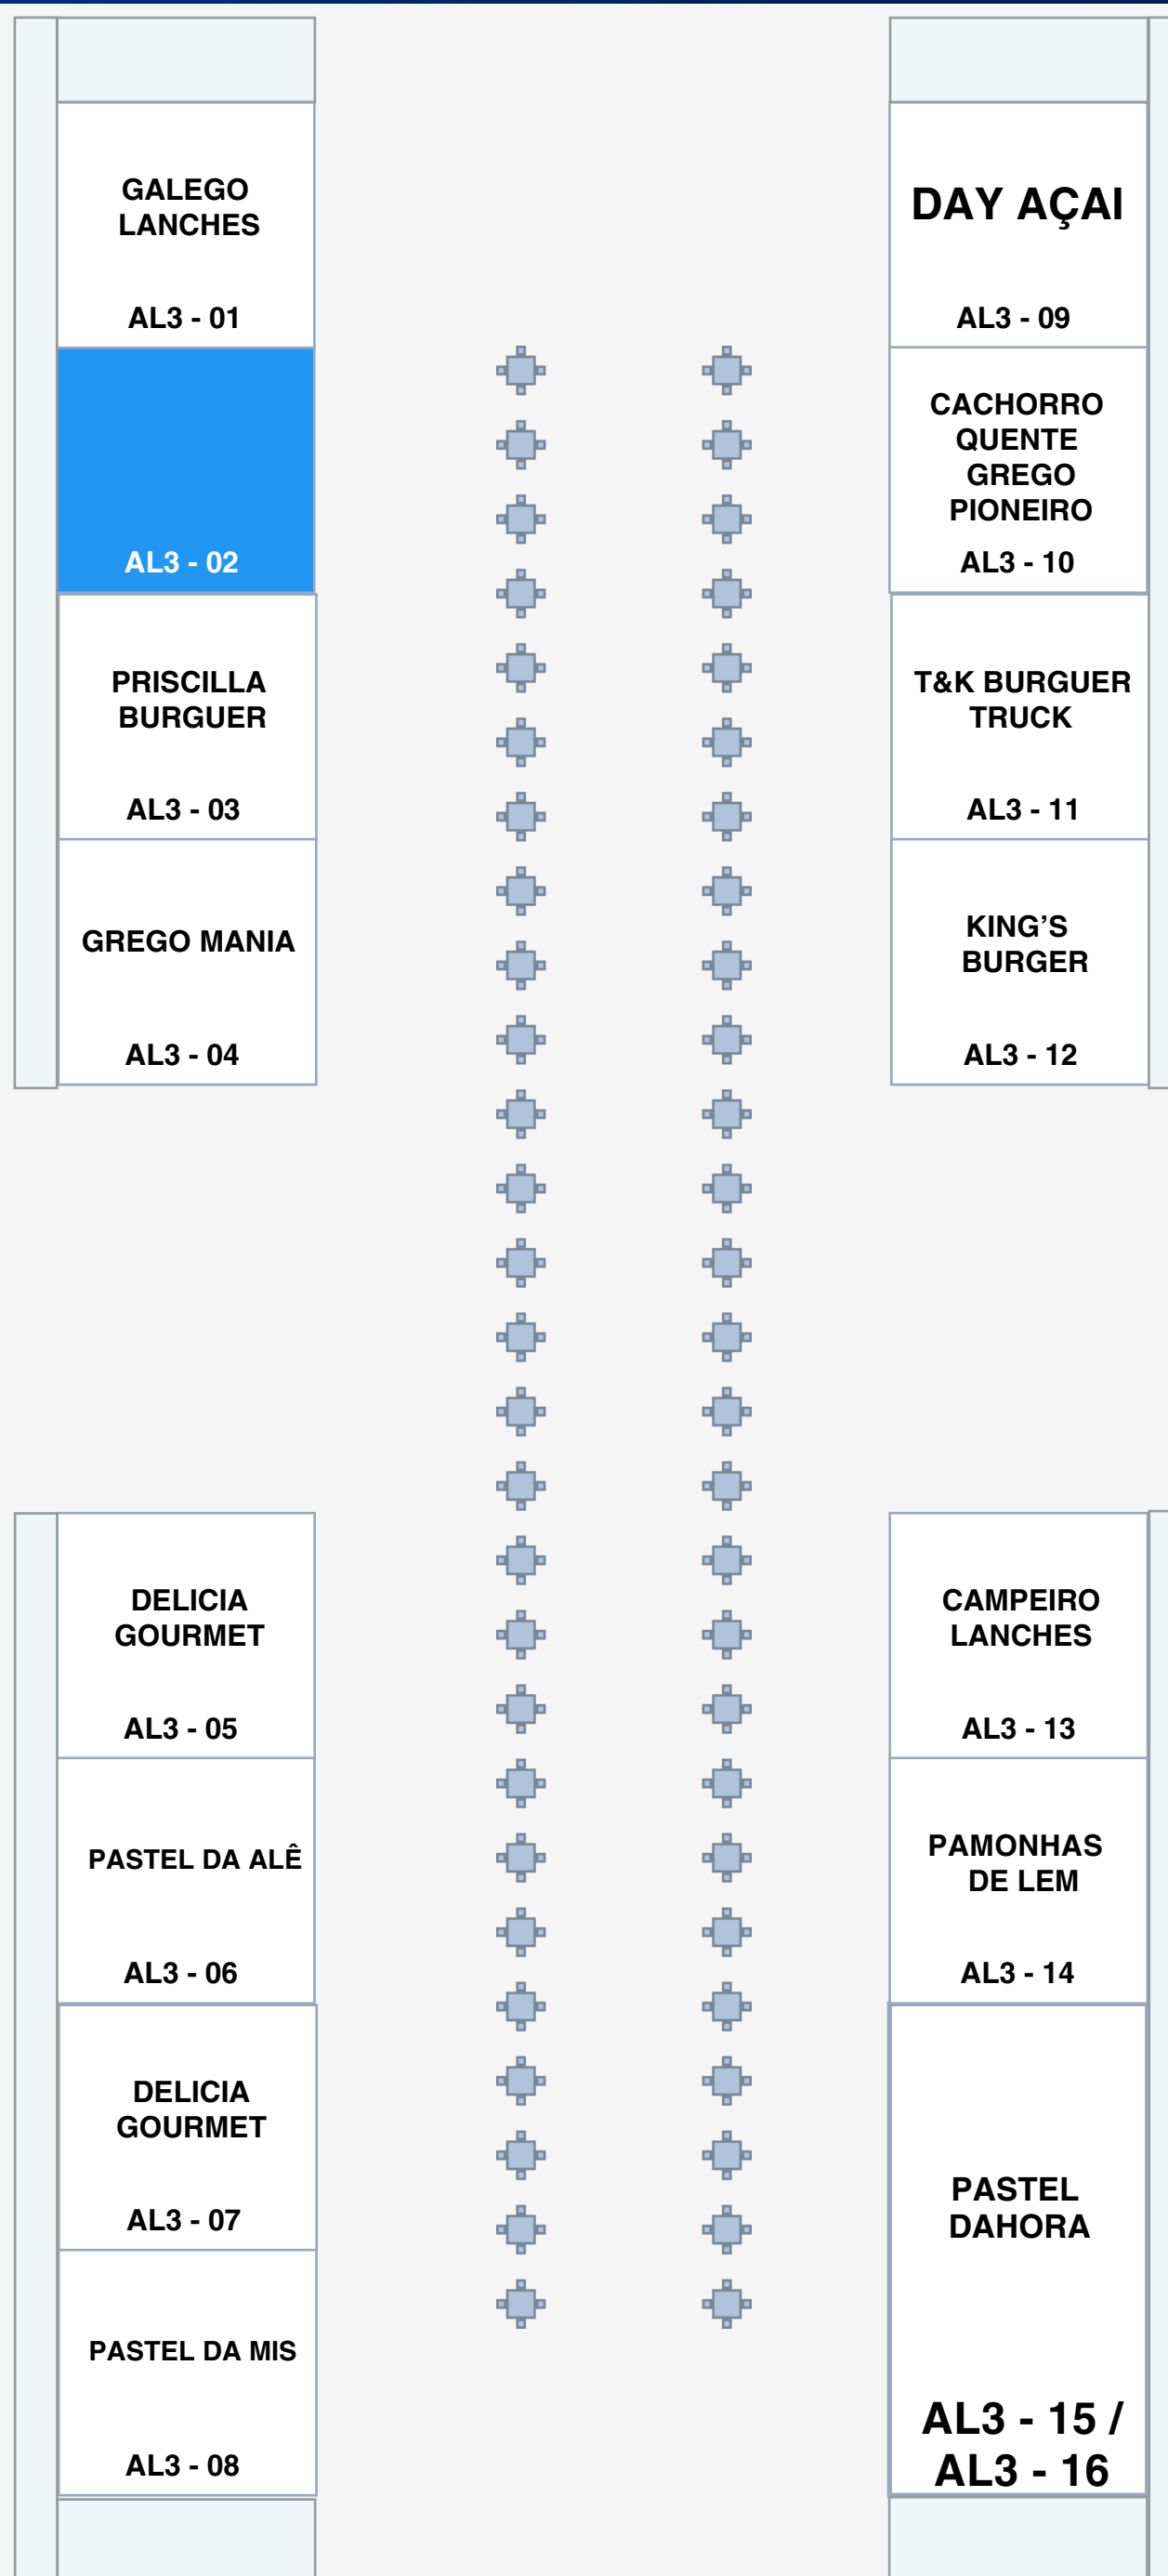 GALEGO
LANCHES
AL3 - 01
AL3 - 02
PRISCILLA
BURGUER
AL3 - 03
GREGO MANIA
AL3 - 04
DELICIA
GOURMET
AL3 - 05
PASTEL DA ALÊ
AL3 - 06
DELICIA
GOURMET
AL3 - 07
PASTEL DA MIS
AL3 - 08
DAY AÇAI
AL3 - 09
CACHORRO
QUENTE
GREGO
PIONEIRO
AL3 - 10
T&K BURGUER
TRUCK
AL3 - 11
KING’S
BURGER
AL3 - 12
CAMPEIRO
LANCHES
AL3 - 13
PAMONHAS
DE LEM
AL3 - 14
PASTEL
DAHORA
AL3 - 15 /
AL3 - 16